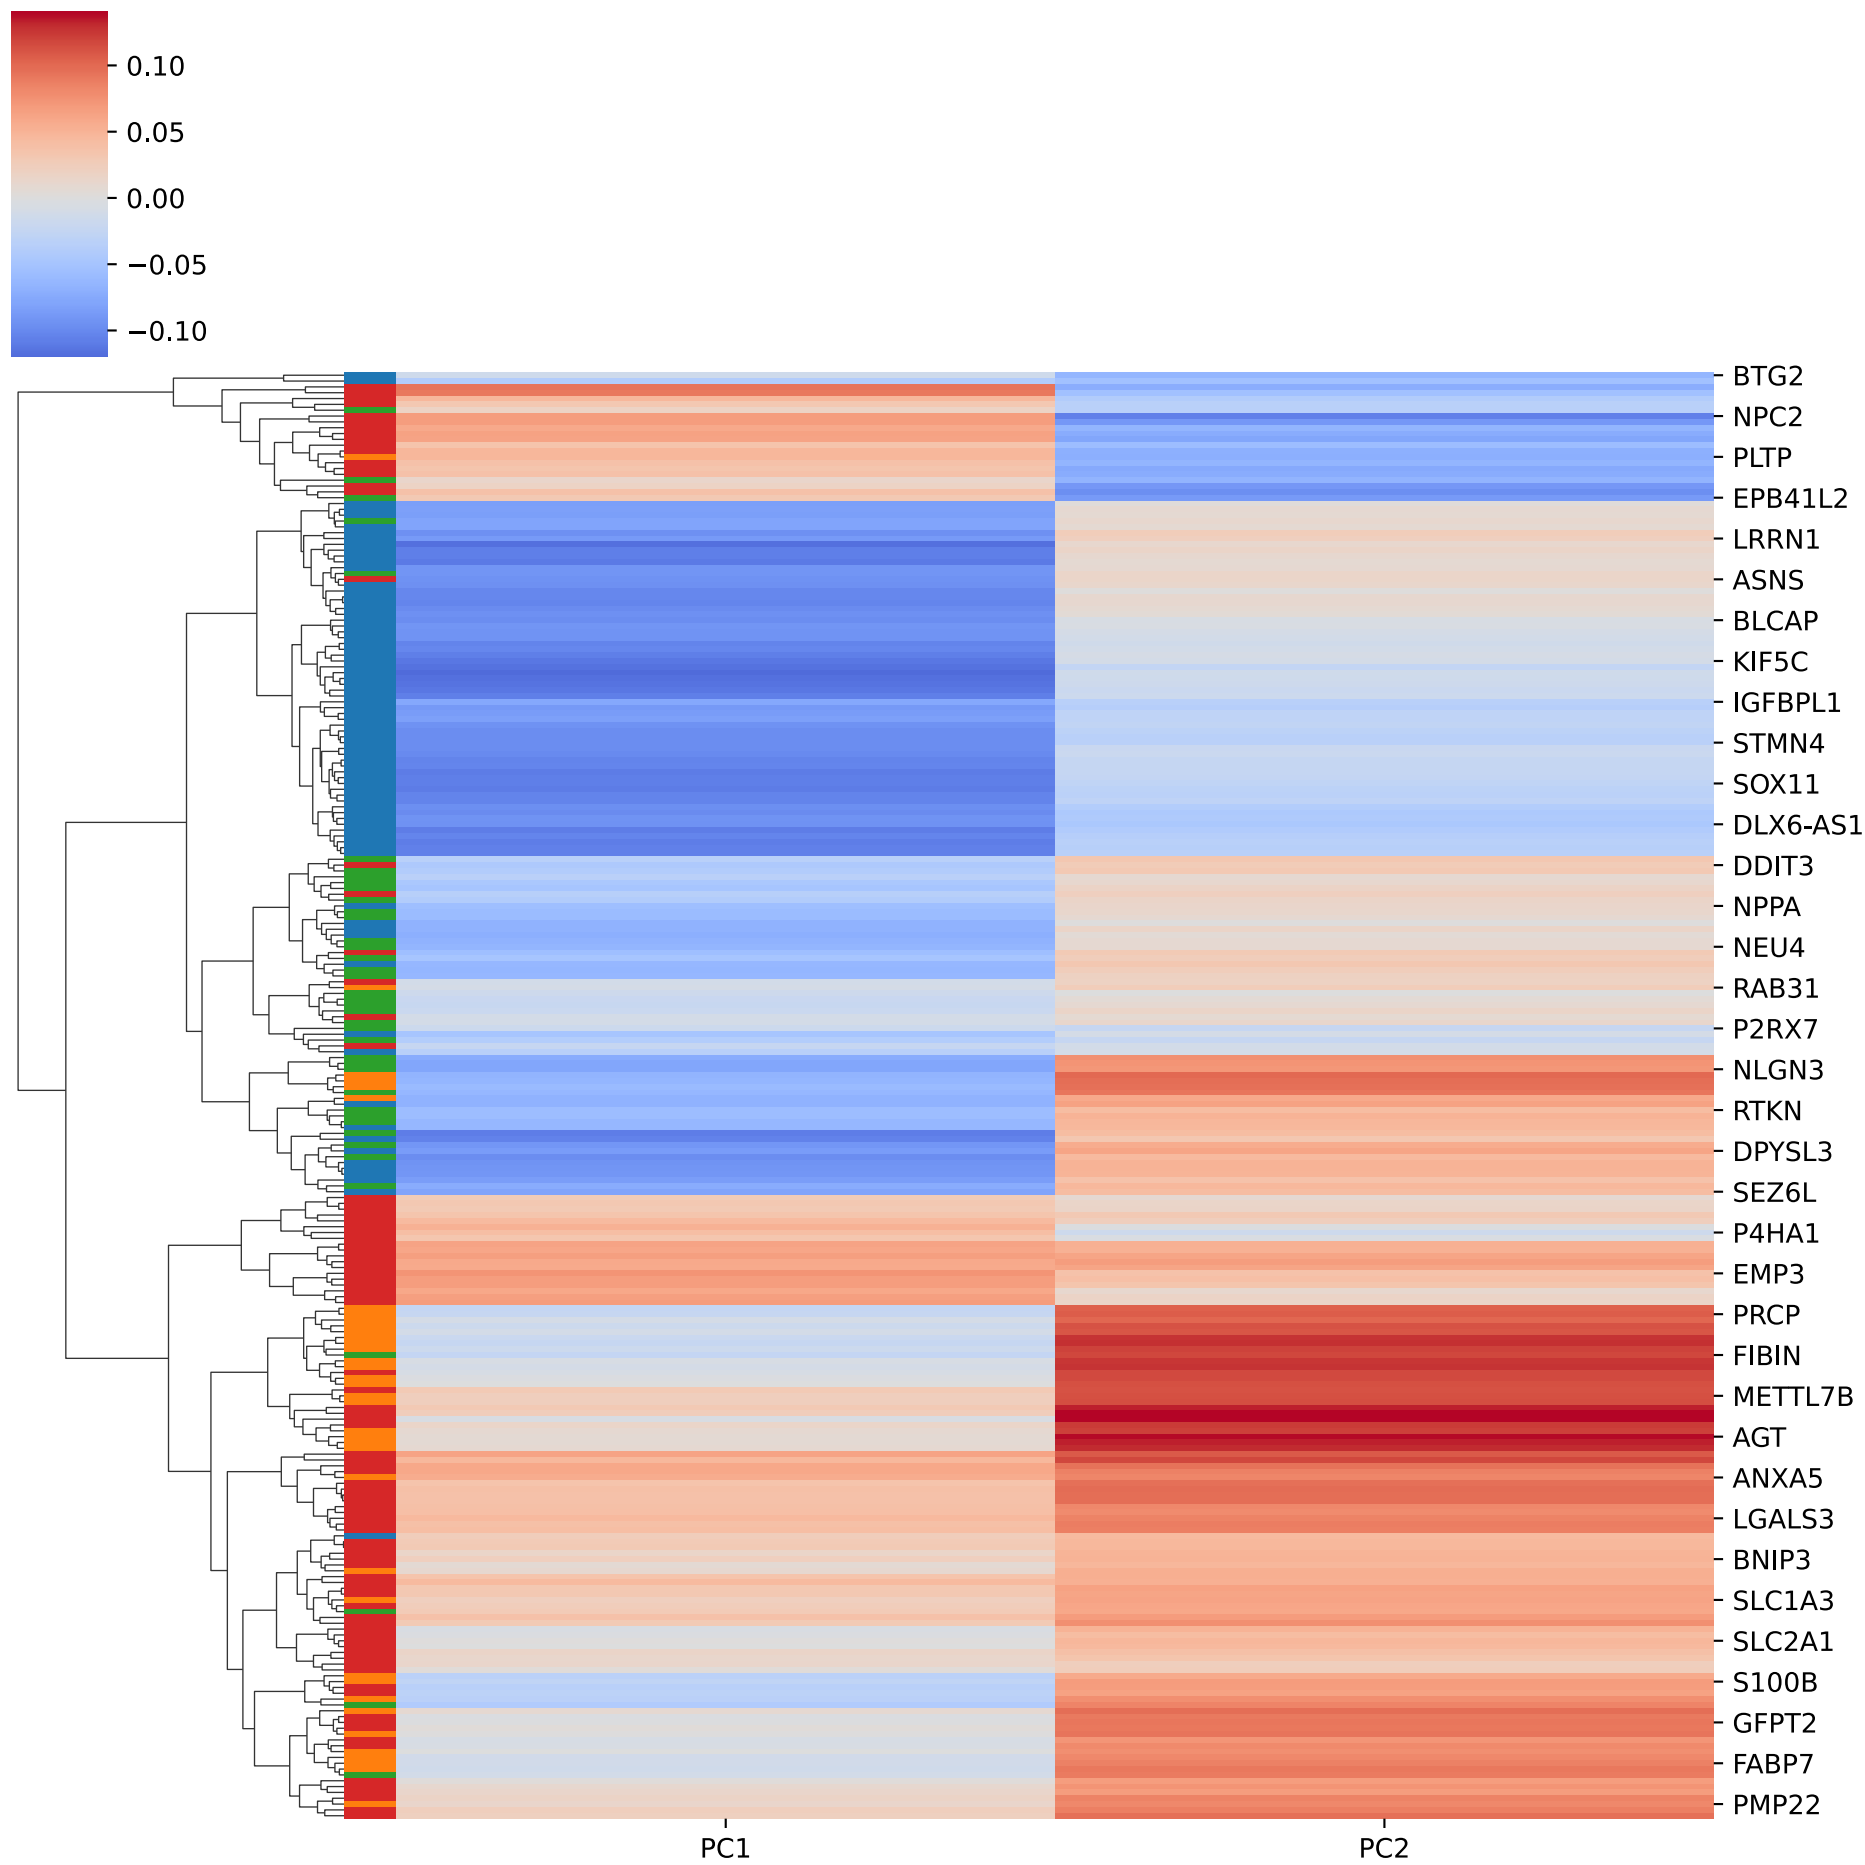 0.10
0.05
0.00
−0.05
−0.10
BTG2
NPC2
PLTP
EPB41L2
LRRN1
ASNS
BLCAP
KIF5C
IGFBPL1
STMN4
SOX11
DLX6-AS1
DDIT3
NPPA
NEU4
RAB31
P2RX7
NLGN3
RTKN
DPYSL3
SEZ6L
P4HA1
EMP3
PRCP
FIBIN
METTL7B
AGT
ANXA5
LGALS3
BNIP3
SLC1A3
SLC2A1
S100B
GFPT2
FABP7
PMP22
PC1 PC2